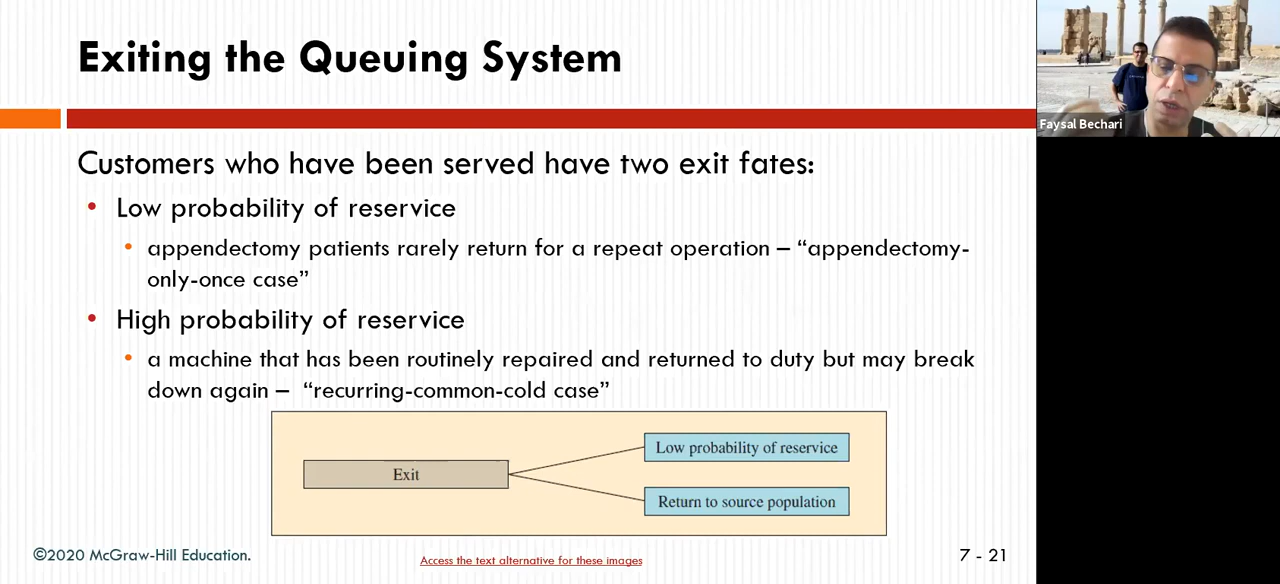 Exiting the Queuing System
Faysal Bechari
Customers who have been served have two exit fates:
• Low probability of reservice
• appendectomy patients rarely return for a repeat operation – “appendectomy-
only-once case”
• High probability of reservice
• a machine that has been routinely repaired and returned to duty but may break
down again – “recurring-common-cold case”
Low probability of reservice
Exit
Return to source population
©2020 McGraw-Hill Education.
Access the text alternative for these images
7 - 21